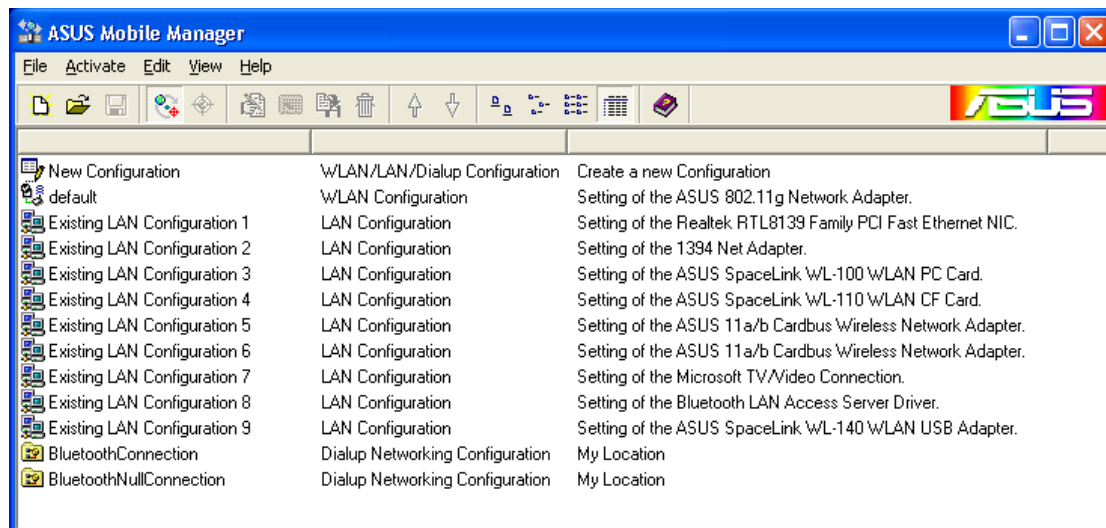 ASUS Mobile Manager
File Activate Edit View Help
ASUS
New Configuration WLAN/LAN/Dialup Configuration Create a new Configuration
default WLAN Configuration Setting of the ASUS 802.11g Network Adapter.
Existing LAN Configuration 1 LAN Configuration Setting of the Realtek RTL8139 Family PCI Fast Ethernet NIC.
Existing LAN Configuration 2 LAN Configuration Setting of the 1394 Net Adapter.
Existing LAN Configuration 3 LAN Configuration Setting of the ASUS SpaceLink WL-100 WLAN PC Card.
Existing LAN Configuration 4 LAN Configuration Setting of the ASUS SpaceLink WL-110 WLAN CF Card.
Existing LAN Configuration 5 LAN Configuration Setting of the ASUS 11a/b Cardbus Wireless Network Adapter.
Existing LAN Configuration 6 LAN Configuration Setting of the ASUS 11a/b Cardbus Wireless Network Adapter.
Existing LAN Configuration 7 LAN Configuration Setting of the Microsoft TV/Video Connection.
Existing LAN Configuration 8 LAN Configuration Setting of the Bluetooth LAN Access Server Driver.
Existing LAN Configuration 9 LAN Configuration Setting of the ASUS SpaceLink WL-140 WLAN USB Adapter.
BluetoothConnection Dialup Networking Configuration My Location
BluetoothNullConnection Dialup Networking Configuration My Location